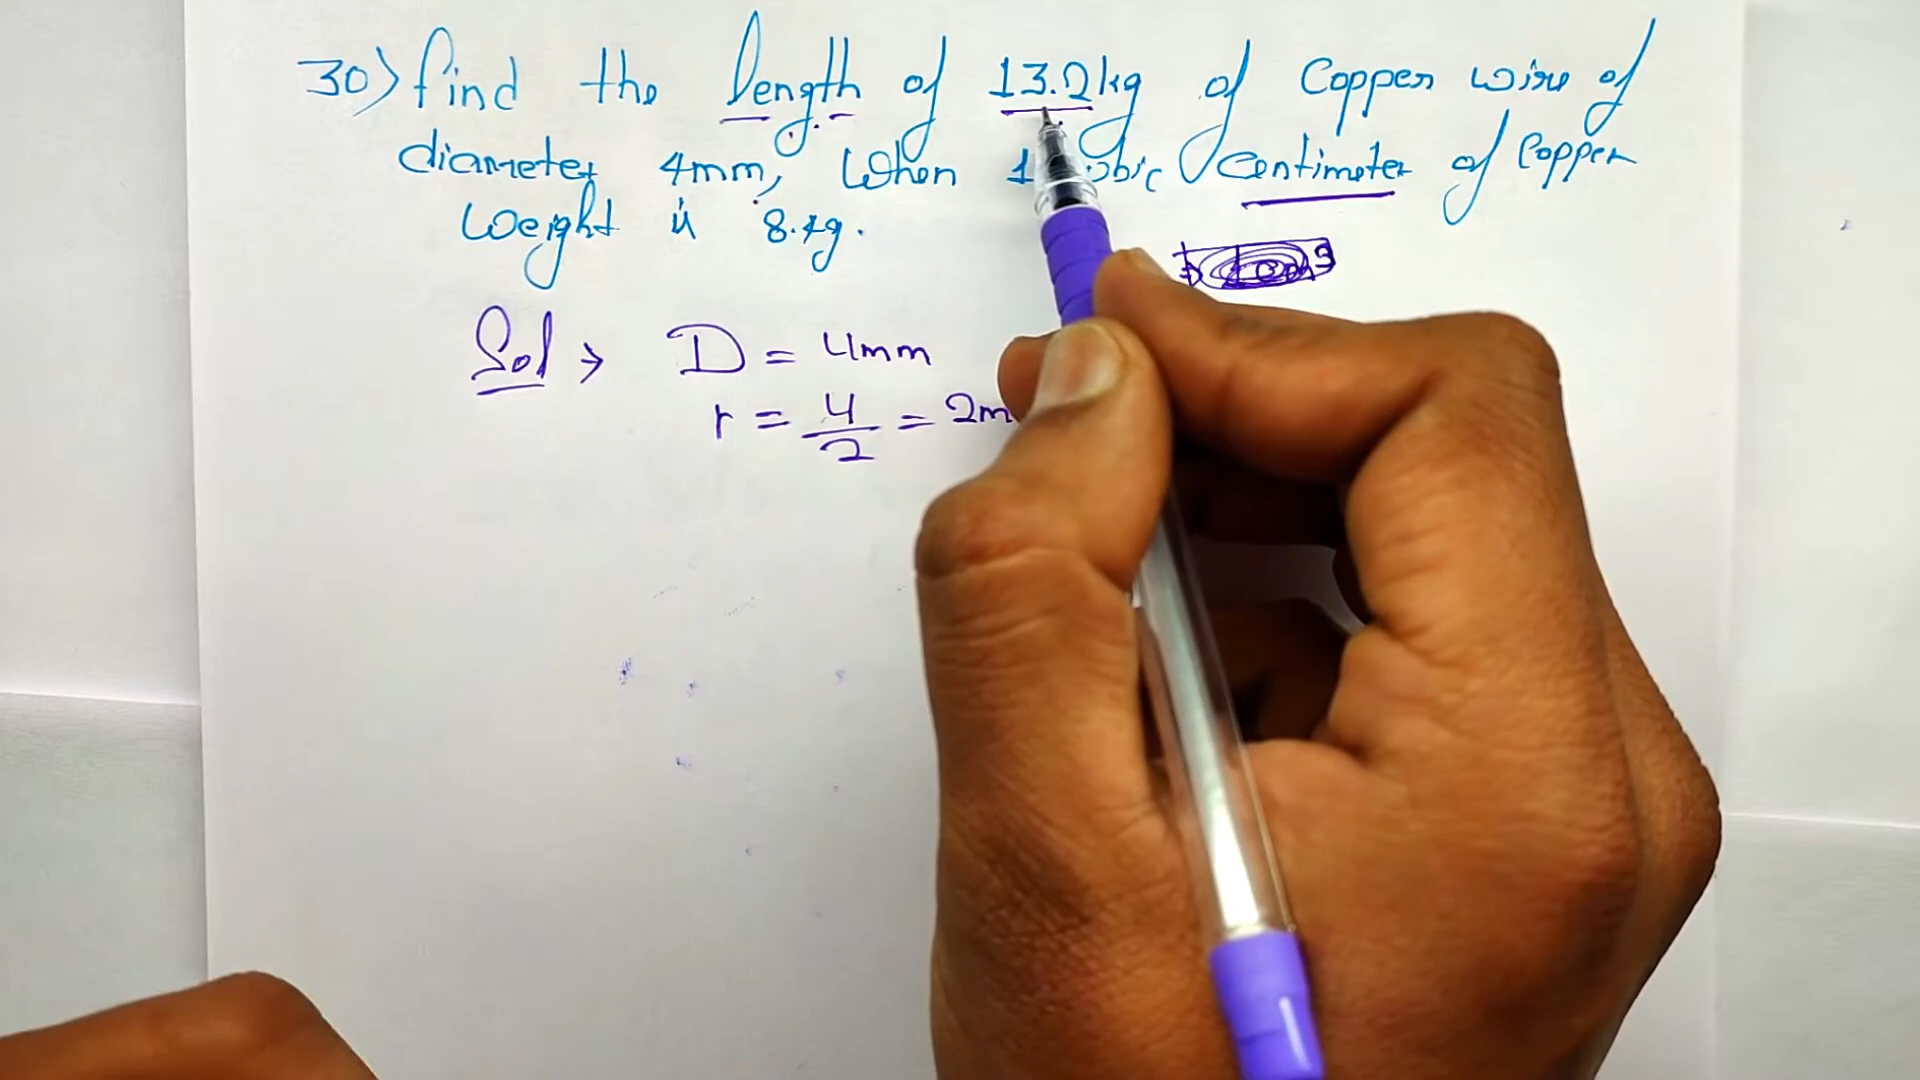 30) find the length of 13.2kg of Copper wire of
diameter 4mm, When 1 Cubic Centimeter of Copper
Weight is 8.4g.
Sol → D = 4mm
r = 4/2 = 2m